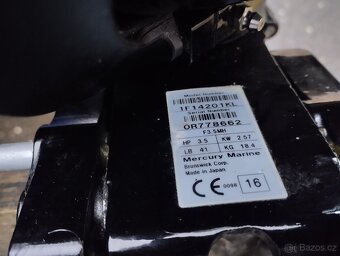 Model Number
1F14201KL
Serial Number
0R778662
F3.5MH
HP 3.5 KW 2.57
LB 41 KG 18.4
Mercury Marine
Brunswick Corp.
Made in Japan
CE 0098 16
bazos.cz